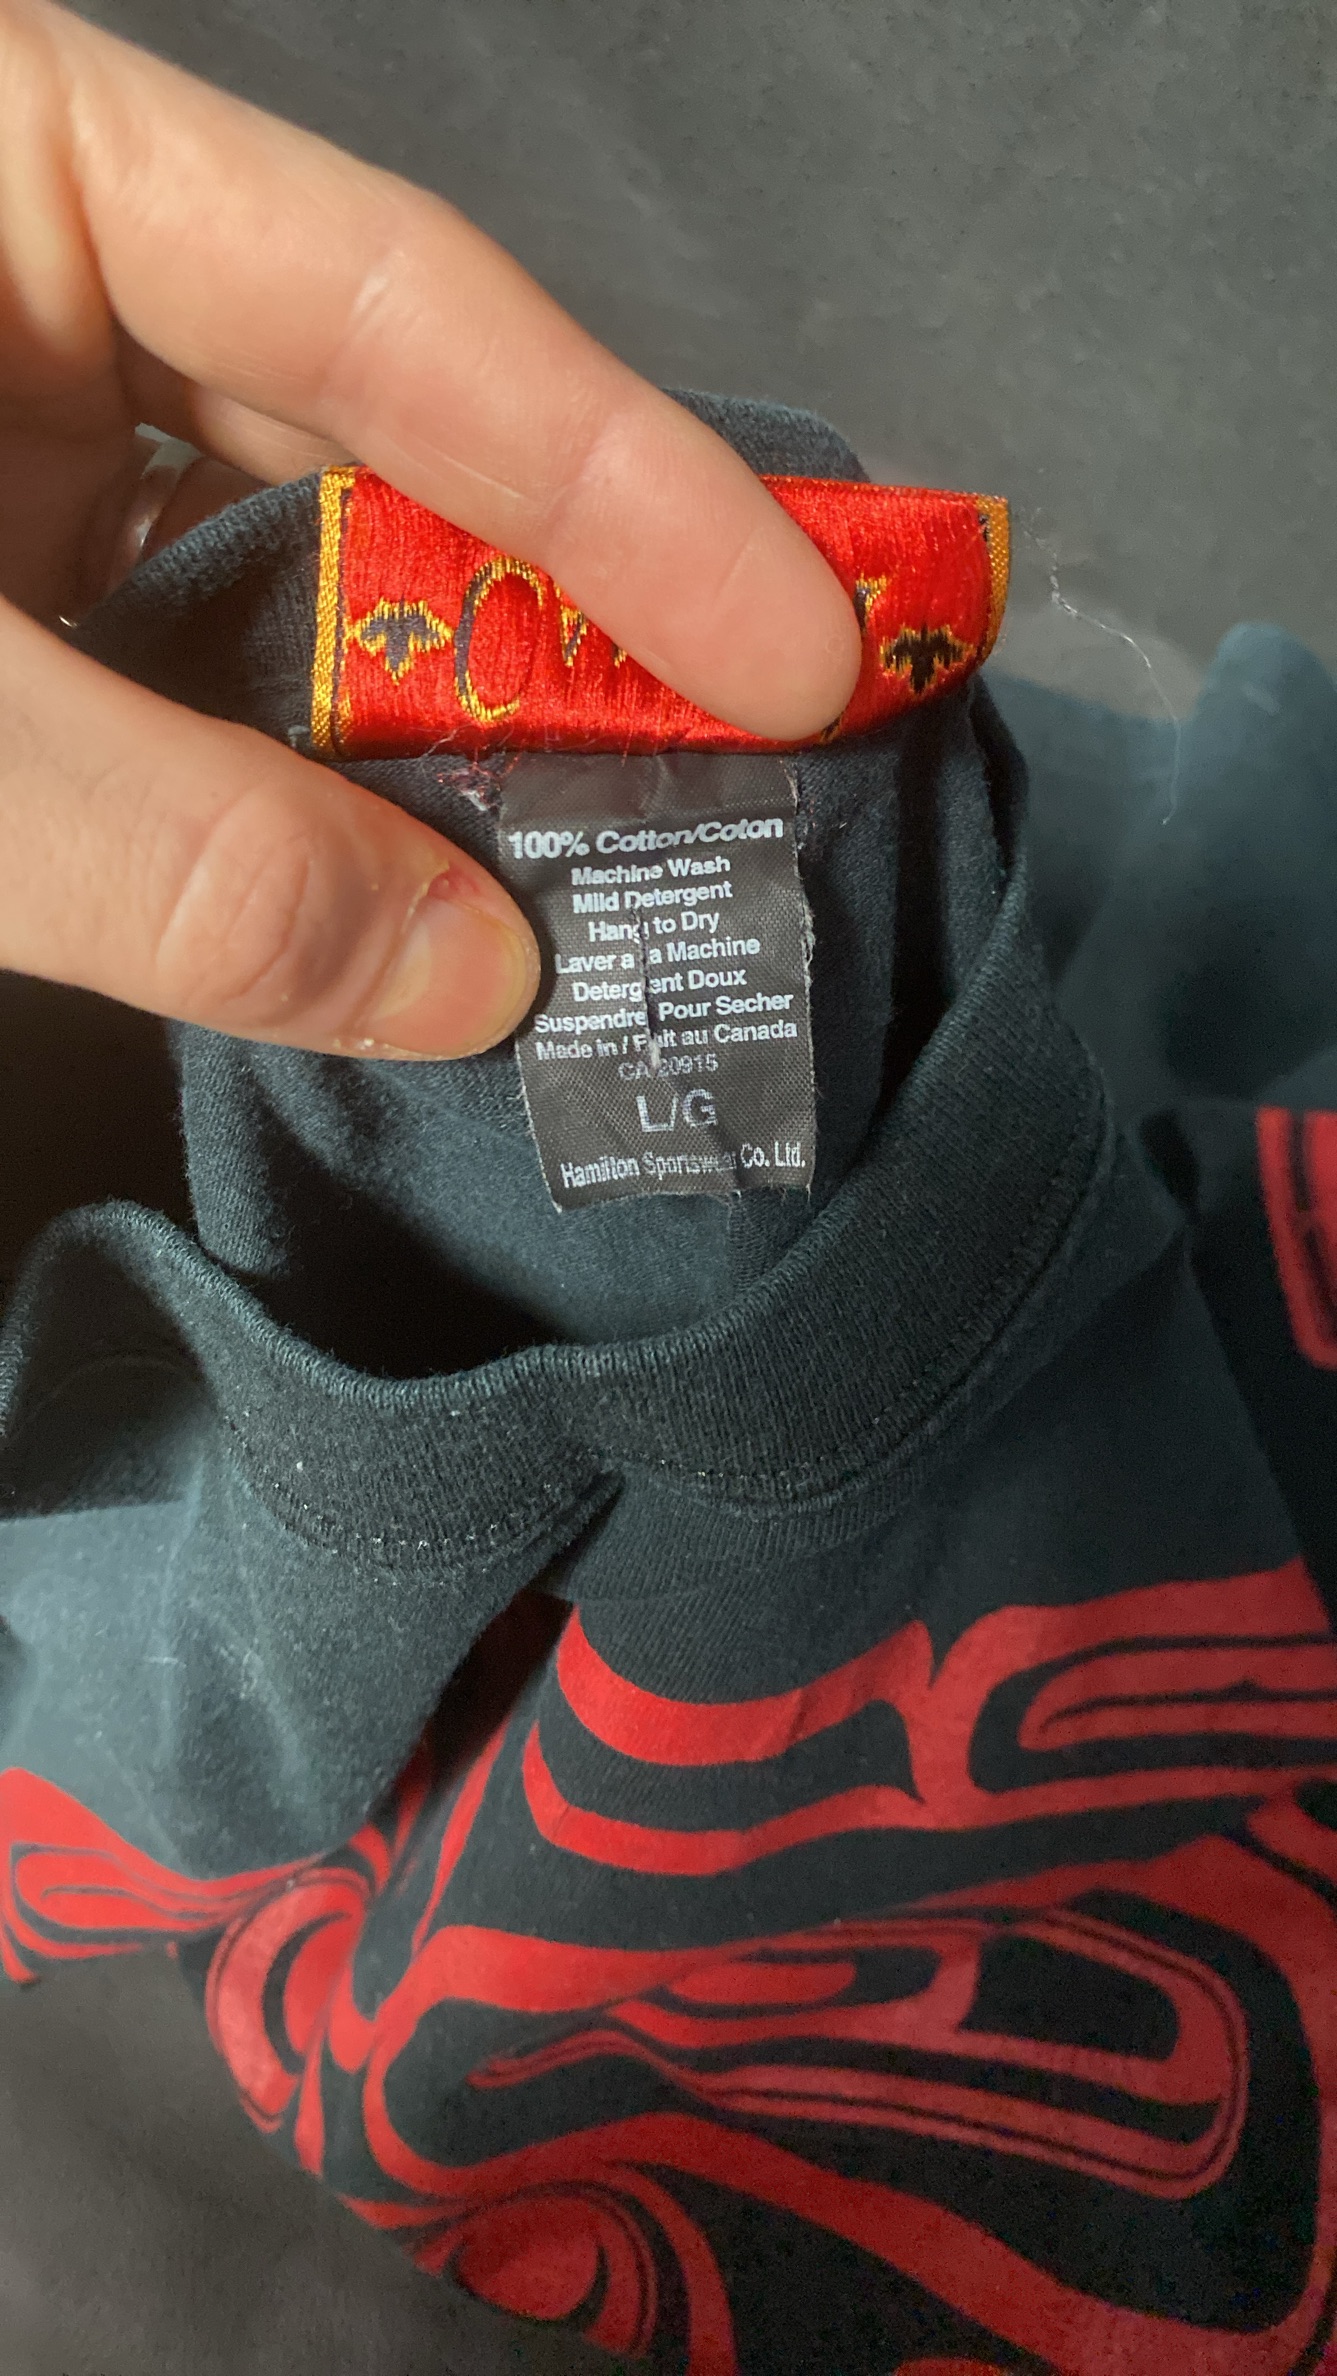 100% Cotton/Coton
Machine Wash
Mild Detergent
Hang to Dry
Laver a la Machine
Detergent Doux
Suspendre Pour Secher
Made in / Fait au Canada
CA 20915
L/G
Hamilton Sportswear Co. Ltd.